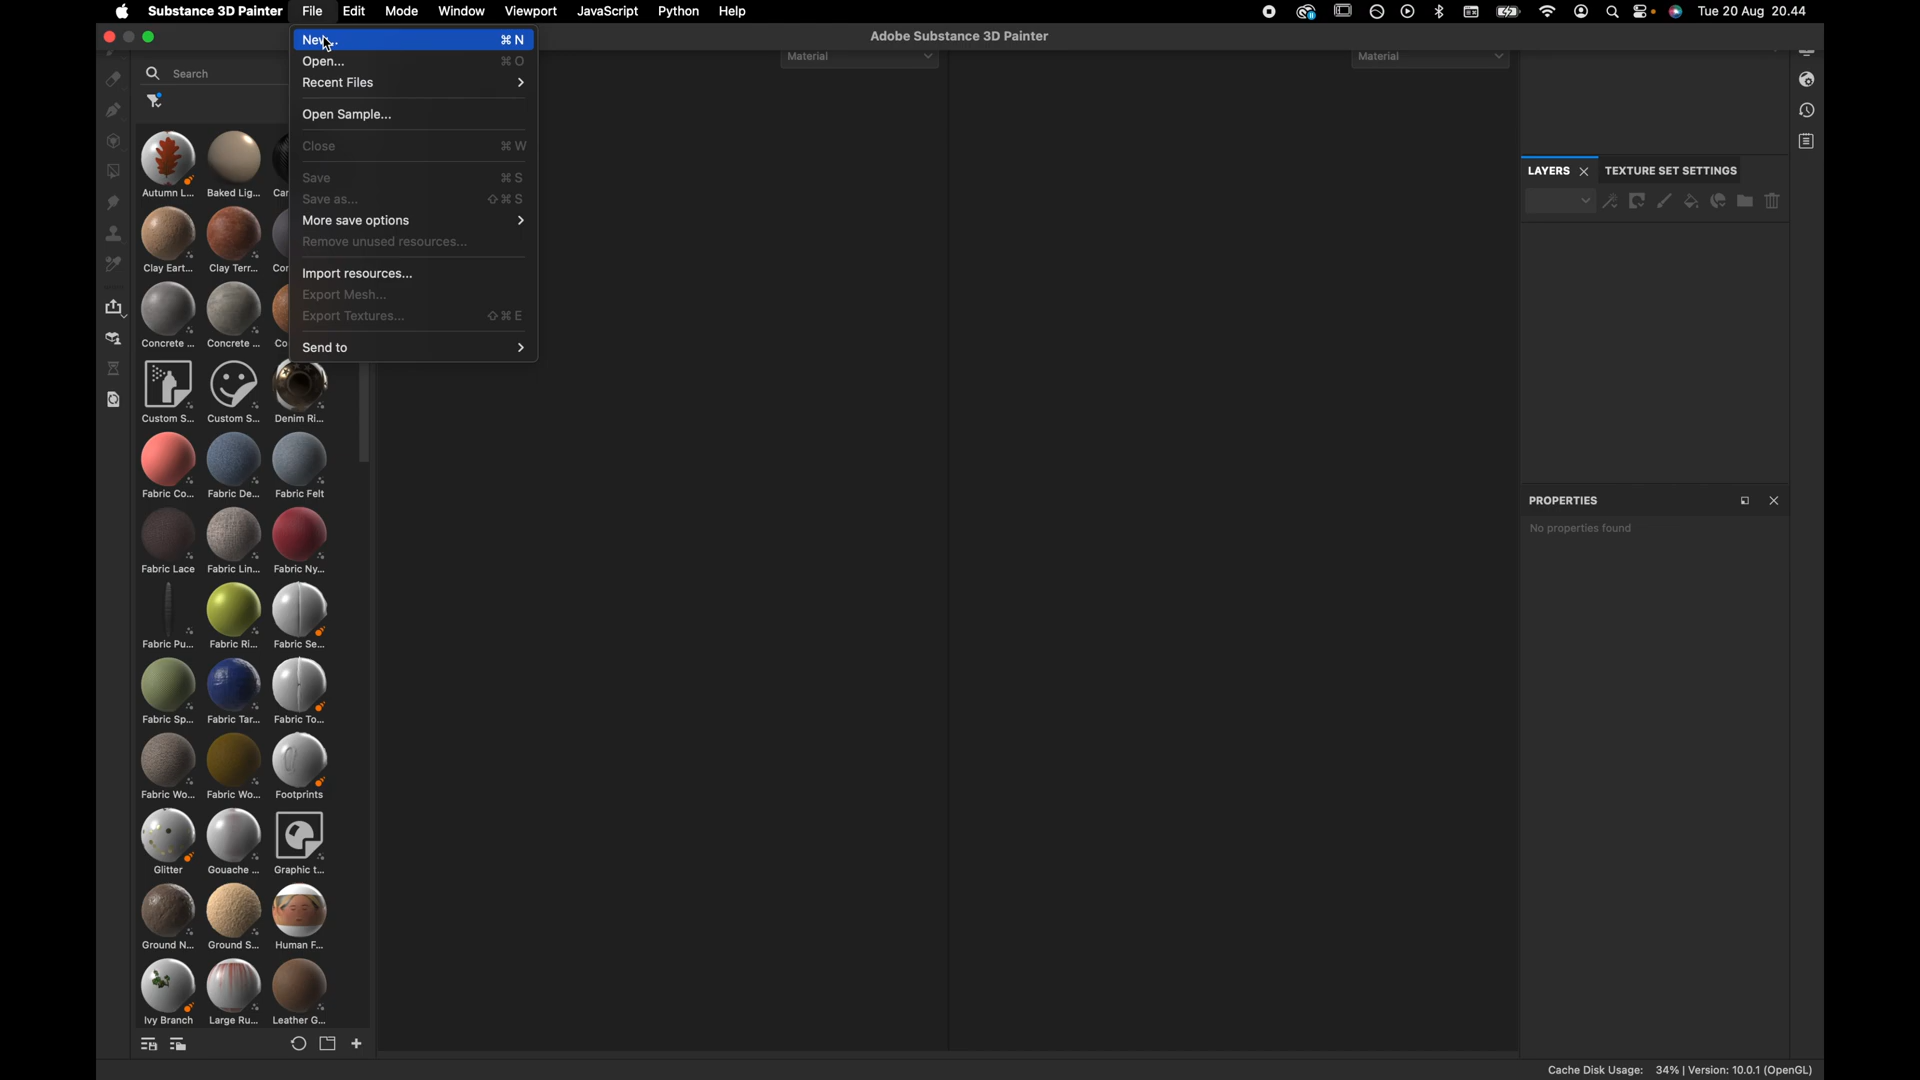 Substance 3D Painter File Edit Mode Window Viewport JavaScript Python Help Tue 20 Aug 20.44
Adobe Substance 3D Painter
New... ⌘ N
Open... ⌘ O
Recent Files
Open Sample...
Close ⌘ W
Save ⌘ S
Save as... ⇧ ⌘ S
More save options
Remove unused resources...
Import resources...
Export Mesh...
Export Textures... ⇧ ⌘ E
Send to
Search
Material
Material
Autumn L... Baked Lig... Car
Clay Eart... Clay Terr... Cor
Concrete ... Concrete ... Co
Custom S... Custom S... Denim Ri...
Fabric Co... Fabric De... Fabric Felt
Fabric Lace Fabric Lin... Fabric Ny...
Fabric Pu... Fabric Ri... Fabric Se...
Fabric Sp... Fabric Tar... Fabric To...
Fabric Wo... Fabric Wo... Footprints
Glitter Gouache ... Graphic t...
Ground N... Ground S... Human F...
Ivy Branch Large Ru... Leather G...
LAYERS TEXTURE SET SETTINGS
PROPERTIES
No properties found
Cache Disk Usage: 34% | Version: 10.0.1 (OpenGL)